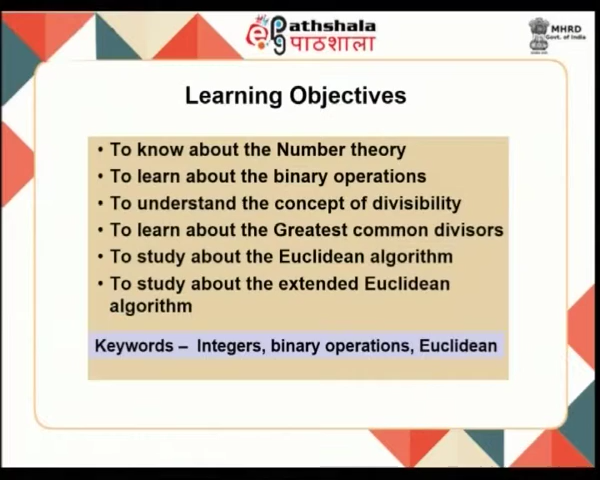 ePathshala
पाठशाला
MHRD
Govt. of India
Learning Objectives
• To know about the Number theory
• To learn about the binary operations
• To understand the concept of divisibility
• To learn about the Greatest common divisors
• To study about the Euclidean algorithm
• To study about the extended Euclidean
algorithm
Keywords – Integers, binary operations, Euclidean